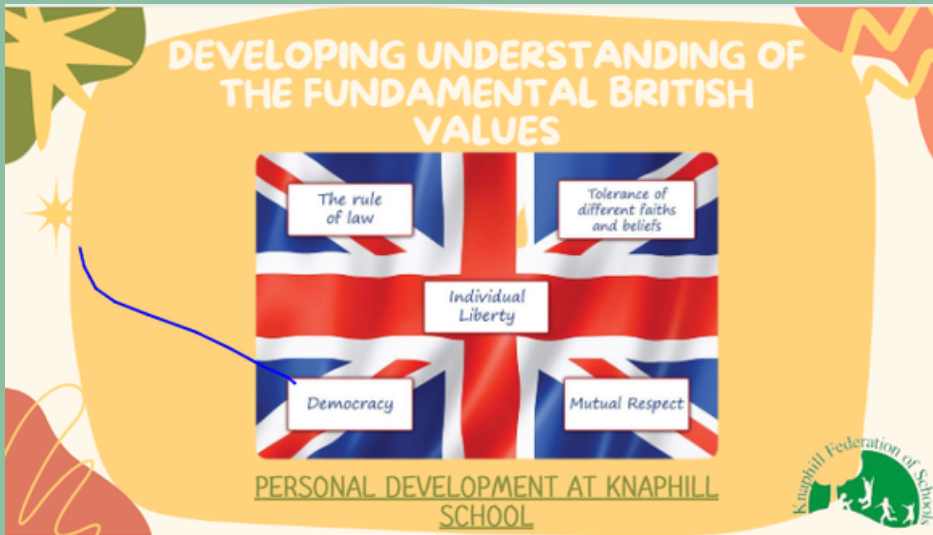 DEVELOPING UNDERSTANDING OF
THE FUNDAMENTAL BRITISH
VALUES
The rule
of law
Tolerance of
different faiths
and beliefs
Individual
Liberty
Democracy
Mutual Respect
PERSONAL DEVELOPMENT AT KNAPHILL
SCHOOL
Knaphill Federation of Schools